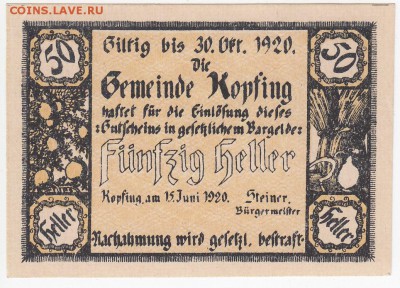 COINS.LAVE.RU
50 Giltig bis 30. Okt. 1920. 50
Die
Gemeinde Kopfing
haftet für die Einlösung dieses
:Gutscheins in gesetzlichem Bargelde:
Fünfzig Heller
Kopfing, am 15. Juni 1920. Steiner.
Bürgermeister
Heller Heller
Nachahmung wird gesetzl. bestraft.